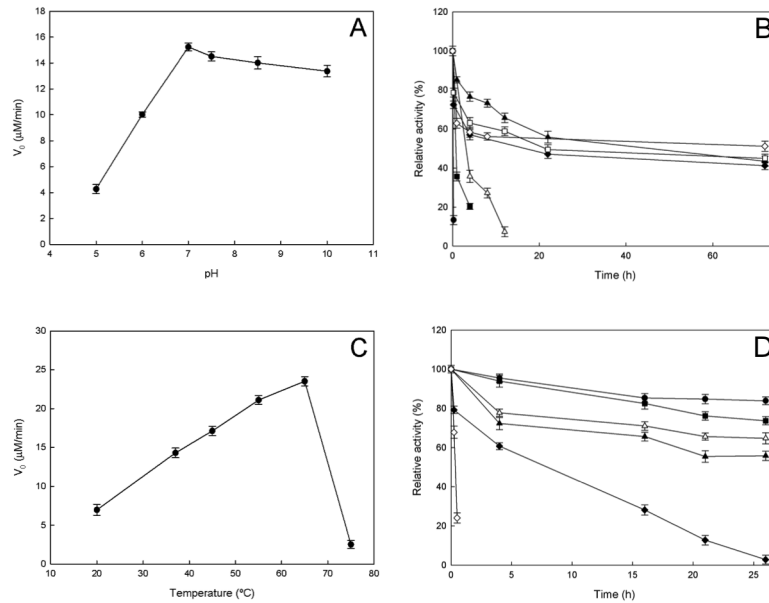 A
18
16
14
12
10
8
6
4
2
0
V0 (µM/min)
4 5 6 7 8 9 10 11
pH
B
120
100
80
60
40
20
0
Relative activity (%)
0 20 40 60
Time (h)
C
30
25
20
15
10
5
0
V0 (µM/min)
10 20 30 40 50 60 70 80
Temperature (ºC)
D
120
100
80
60
40
20
0
Relative activity (%)
0 5 10 15 20 25
Time (h)